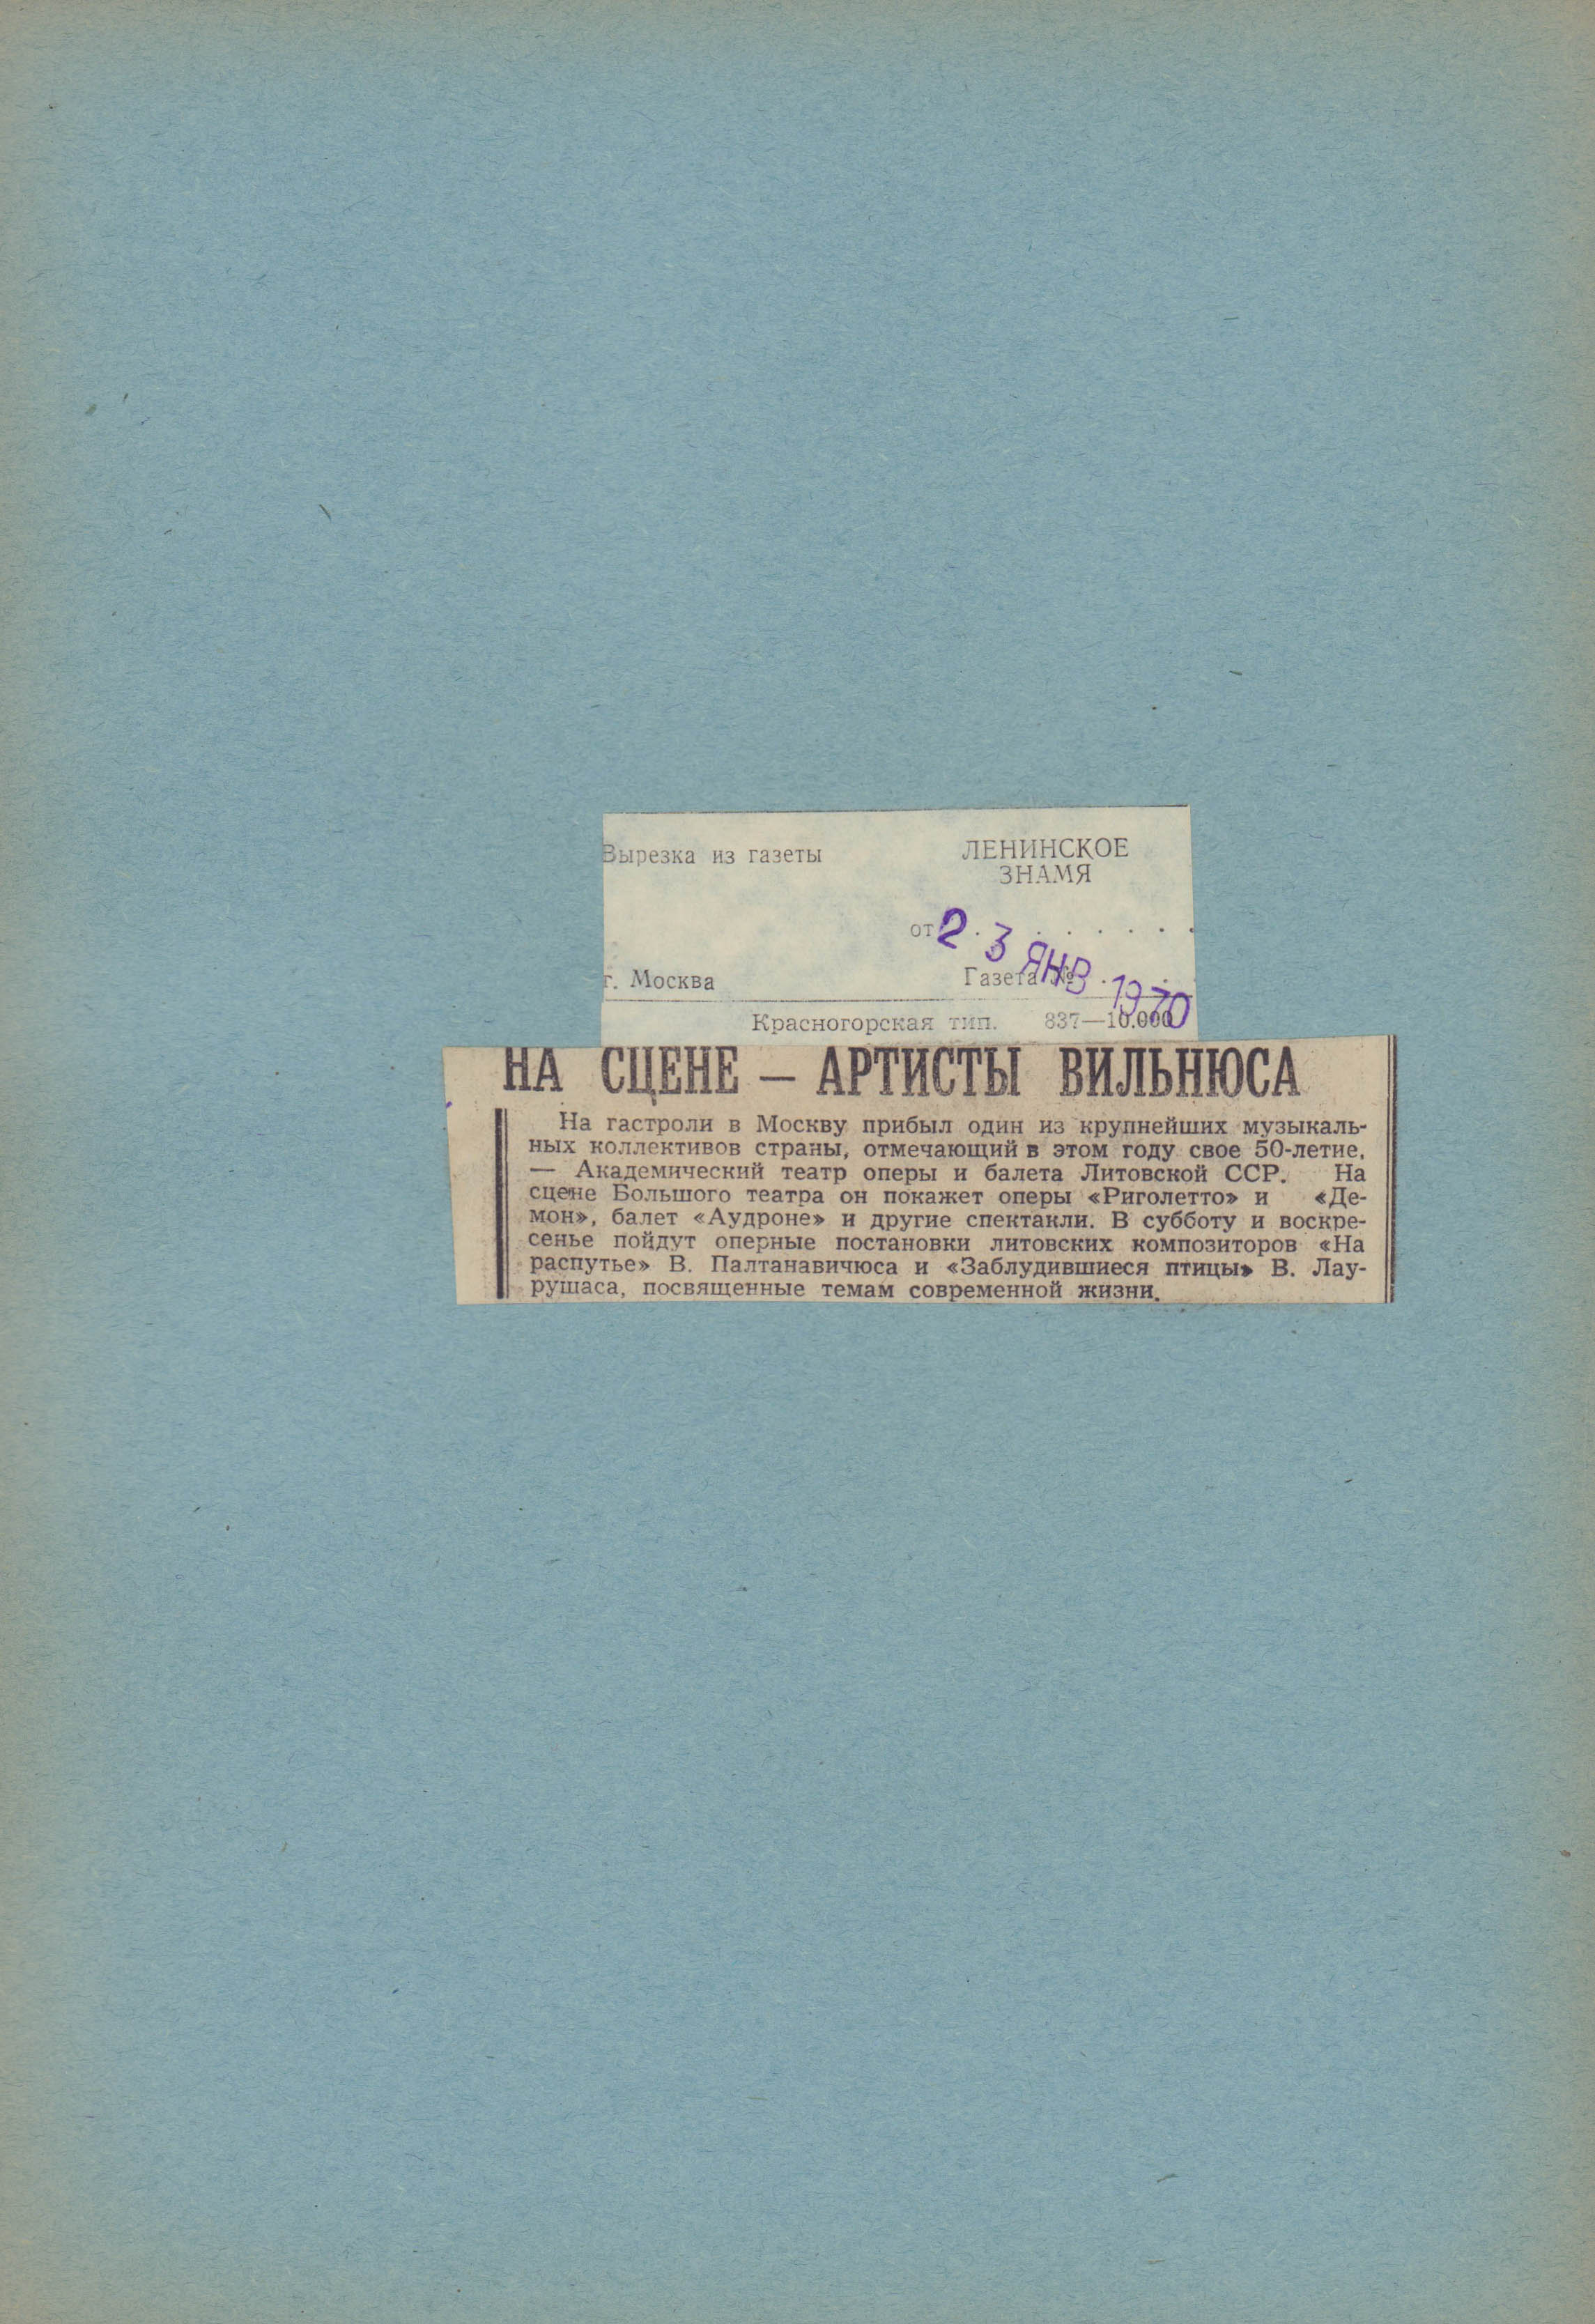 Вырезка из газеты ЛЕНИНСКОЕ
ЗНАМЯ
от 23 ЯНВ 1970
г. Москва Газета №
Красногорская тип. 837—10.000
НА СЦЕНЕ — АРТИСТЫ ВИЛЬНЮСА
На гастроли в Москву прибыл один из крупнейших музыкаль-
ных коллективов страны, отмечающий в этом году свое 50-летие,
— Академический театр оперы и балета Литовской ССР. На
сцене Большого театра он покажет оперы «Риголетто» и «Де-
мон», балет «Аудроне» и другие спектакли. В субботу и воскре-
сенье пойдут оперные постановки литовских композиторов «На
распутье» В. Палтанавичюса и «Заблудившиеся птицы» В. Лау-
рушаса, посвященные темам современной жизни.